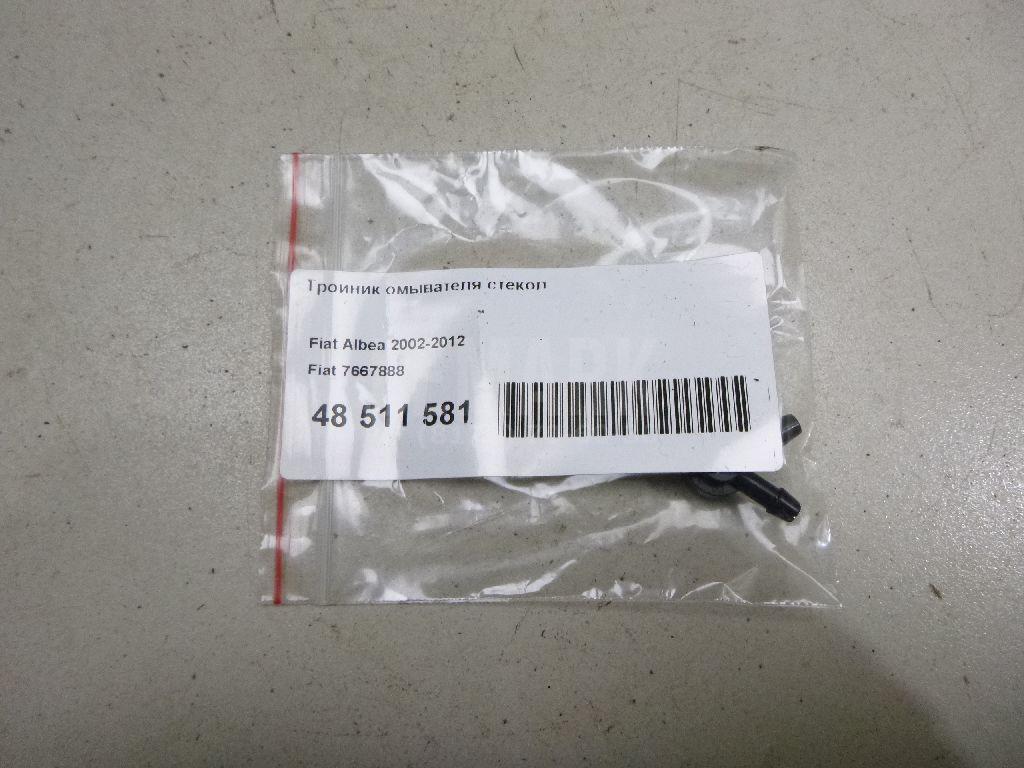 Тройник омывателя стекол
Fiat Albea 2002-2012
Fiat 7667888
48 511 581